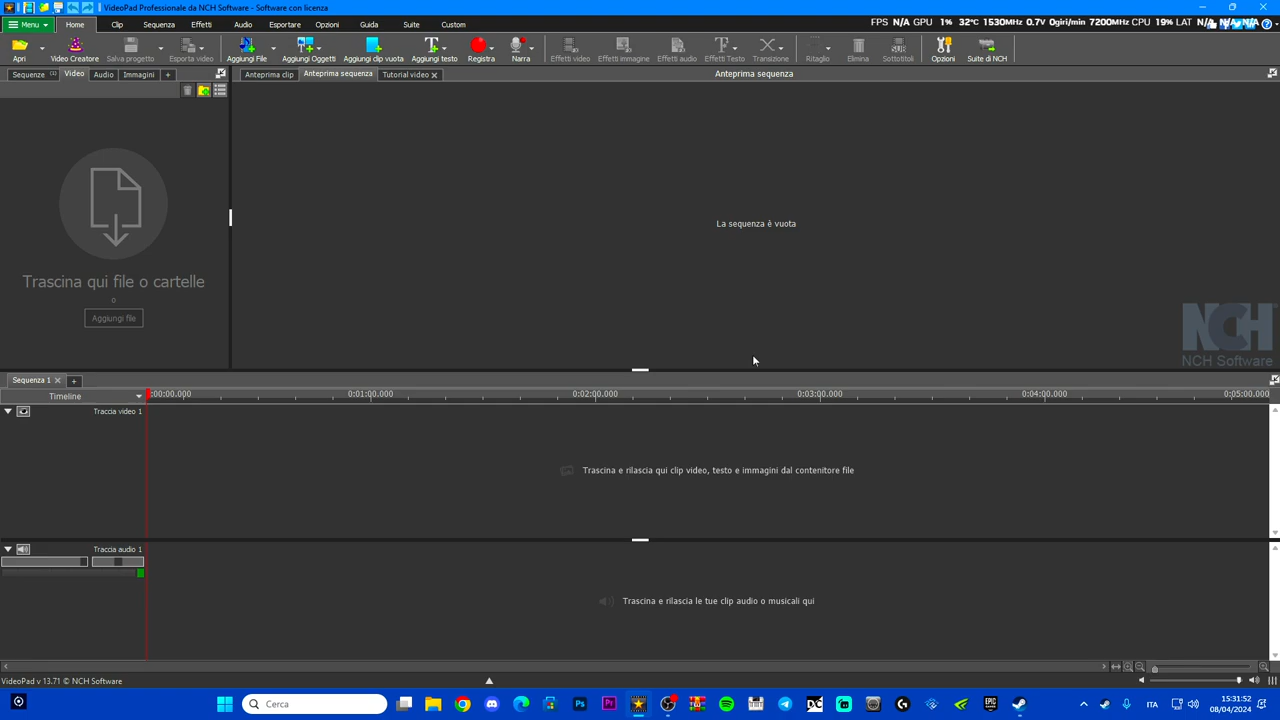 VideoPad Professionale da NCH Software - Software con licenza
Menu Home Clip Sequenza Effetti Audio Esportare Opzioni Guida Suite Custom
FPS N/A GPU 1% 32°C 1530MHz 0.7V 0giri/min 7200MHz CPU 19% LAT N/A N/A N/A
Apri Video Creatore Salva progetto Esporta video Aggiungi File Aggiungi Oggetti Aggiungi clip vuota Aggiungi testo Registra Narra Effetti video Effetti immagine Effetti audio Effetti Testo Transizione Ritaglio Elimina Sottotitoli Opzioni Suite di NCH
Sequenze Video Audio Immagini +
Anteprima clip Anteprima sequenza Tutorial video Anteprima sequenza
La sequenza è vuota
Trascina qui file o cartelle
o
Aggiungi file
NCH
NCH Software
Sequenza 1 +
Timeline :00:00.000 0:01:00.000 0:02:00.000 0:03:00.000 0:04:00.000 0:05:00.000
Traccia video 1
Trascina e rilascia qui clip video, testo e immagini dal contenitore file
Traccia audio 1
Trascina e rilascia le tue clip audio o musicali qui
VideoPad v 13.71 © NCH Software
Cerca
ITA
15:31:52
08/04/2024